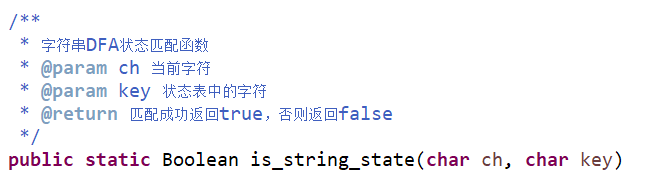 /**
 * 字符串DFA状态匹配函数
 * @param ch 当前字符
 * @param key 状态表中的字符
 * @return 匹配成功返回true，否则返回false
 */
public static Boolean is_string_state(char ch, char key)